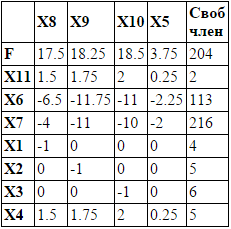 X8 X9 X10 X5 Своб член
F 17.5 18.25 18.5 3.75 204
X11 1.5 1.75 2 0.25 2
X6 -6.5 -11.75 -11 -2.25 113
X7 -4 -11 -10 -2 216
X1 -1 0 0 0 4
X2 0 -1 0 0 5
X3 0 0 -1 0 6
X4 1.5 1.75 2 0.25 5